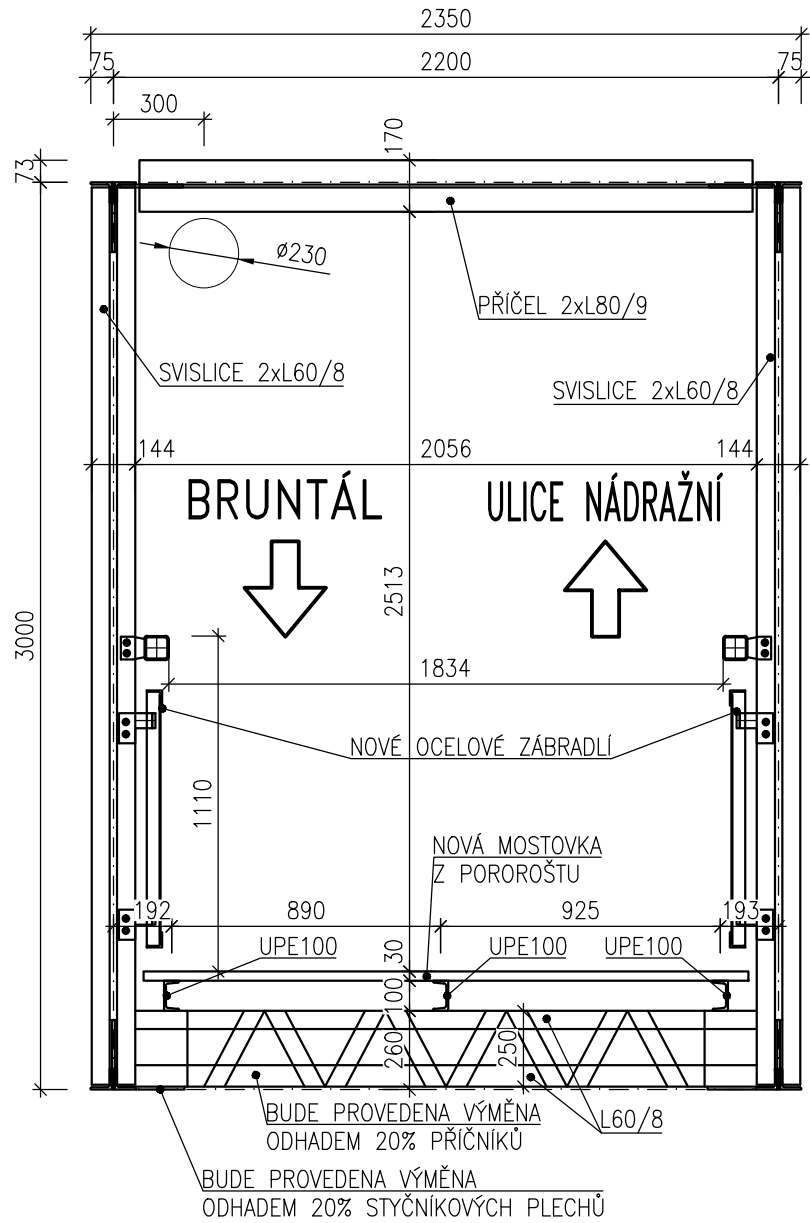 2350
75
2200
75
300
170
73
ø230
PŘÍČEL 2xL80/9
SVISLICE 2xL60/8
SVISLICE 2xL60/8
144
2056
144
BRUNTÁL
ULICE NÁDRAŽNÍ
2513
3000
1834
NOVÉ OCELOVÉ ZÁBRADLÍ
1110
NOVÁ MOSTOVKA
Z POROROŠTU
192
890
925
193
30
UPE100
UPE100
UPE100
100
260
250
BUDE PROVEDENA VÝMĚNA
ODHADEM 20% PŘÍČNÍKŮ
L60/8
BUDE PROVEDENA VÝMĚNA
ODHADEM 20% STYČNÍKOVÝCH PLECHŮ